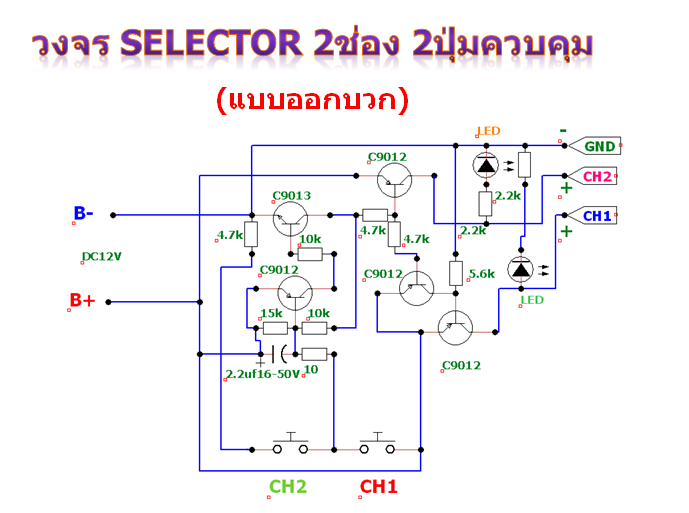 วงจร SELECTOR 2ช่อง 2ปุ่มควบคุม
(แบบออกบวก)
LED
-
GND
C9012
CH2
+
2.2k
C9013
B-
4.7k
10k
4.7k
4.7k
2.2k
CH1
+
DC12V
C9012
C9012
5.6k
LED
B+
15k
10k
+
2.2uf16-50V
10
C9012
CH2
CH1